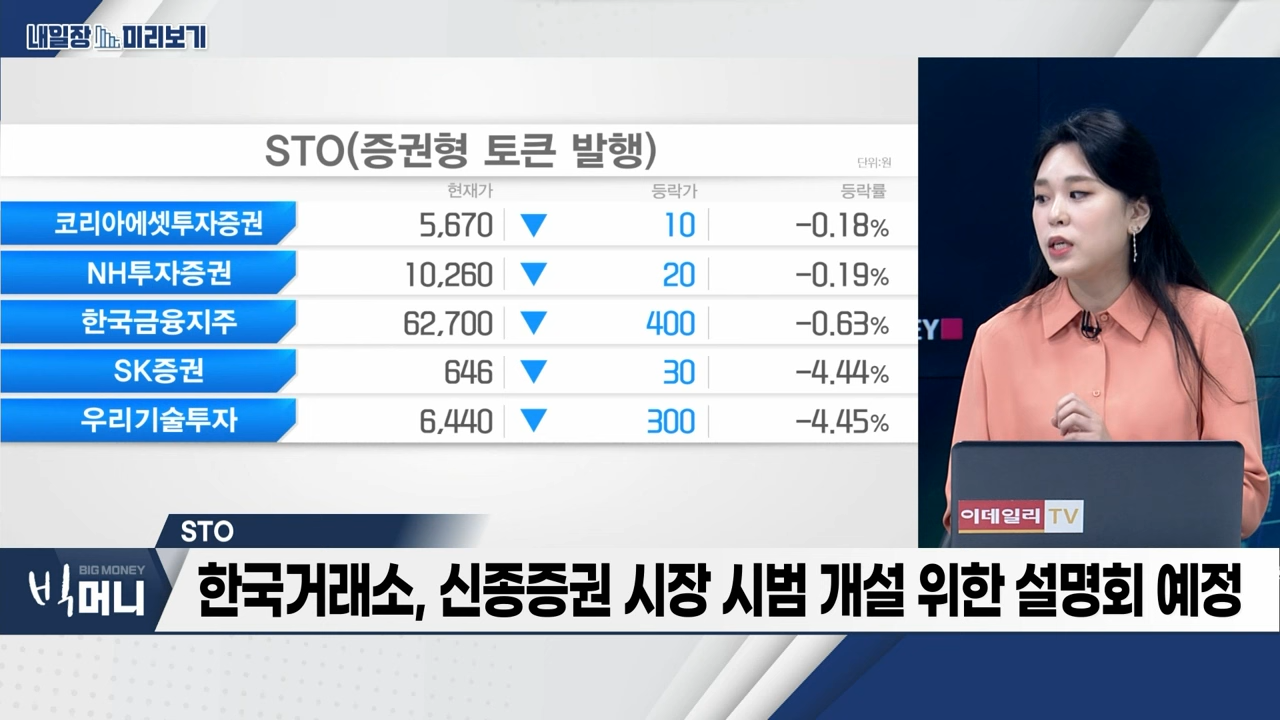 내일장 미리보기
STO(증권형 토큰 발행)
단위:원
현재가 등락가 등락률
코리아에셋투자증권 5,670 ▼ 10 -0.18%
NH투자증권 10,260 ▼ 20 -0.19%
한국금융지주 62,700 ▼ 400 -0.63%
SK증권 646 ▼ 30 -4.44%
우리기술투자 6,440 ▼ 300 -4.45%
EY
이데일리 TV
STO
BIG MONEY
빅머니
한국거래소, 신종증권 시장 시범 개설 위한 설명회 예정